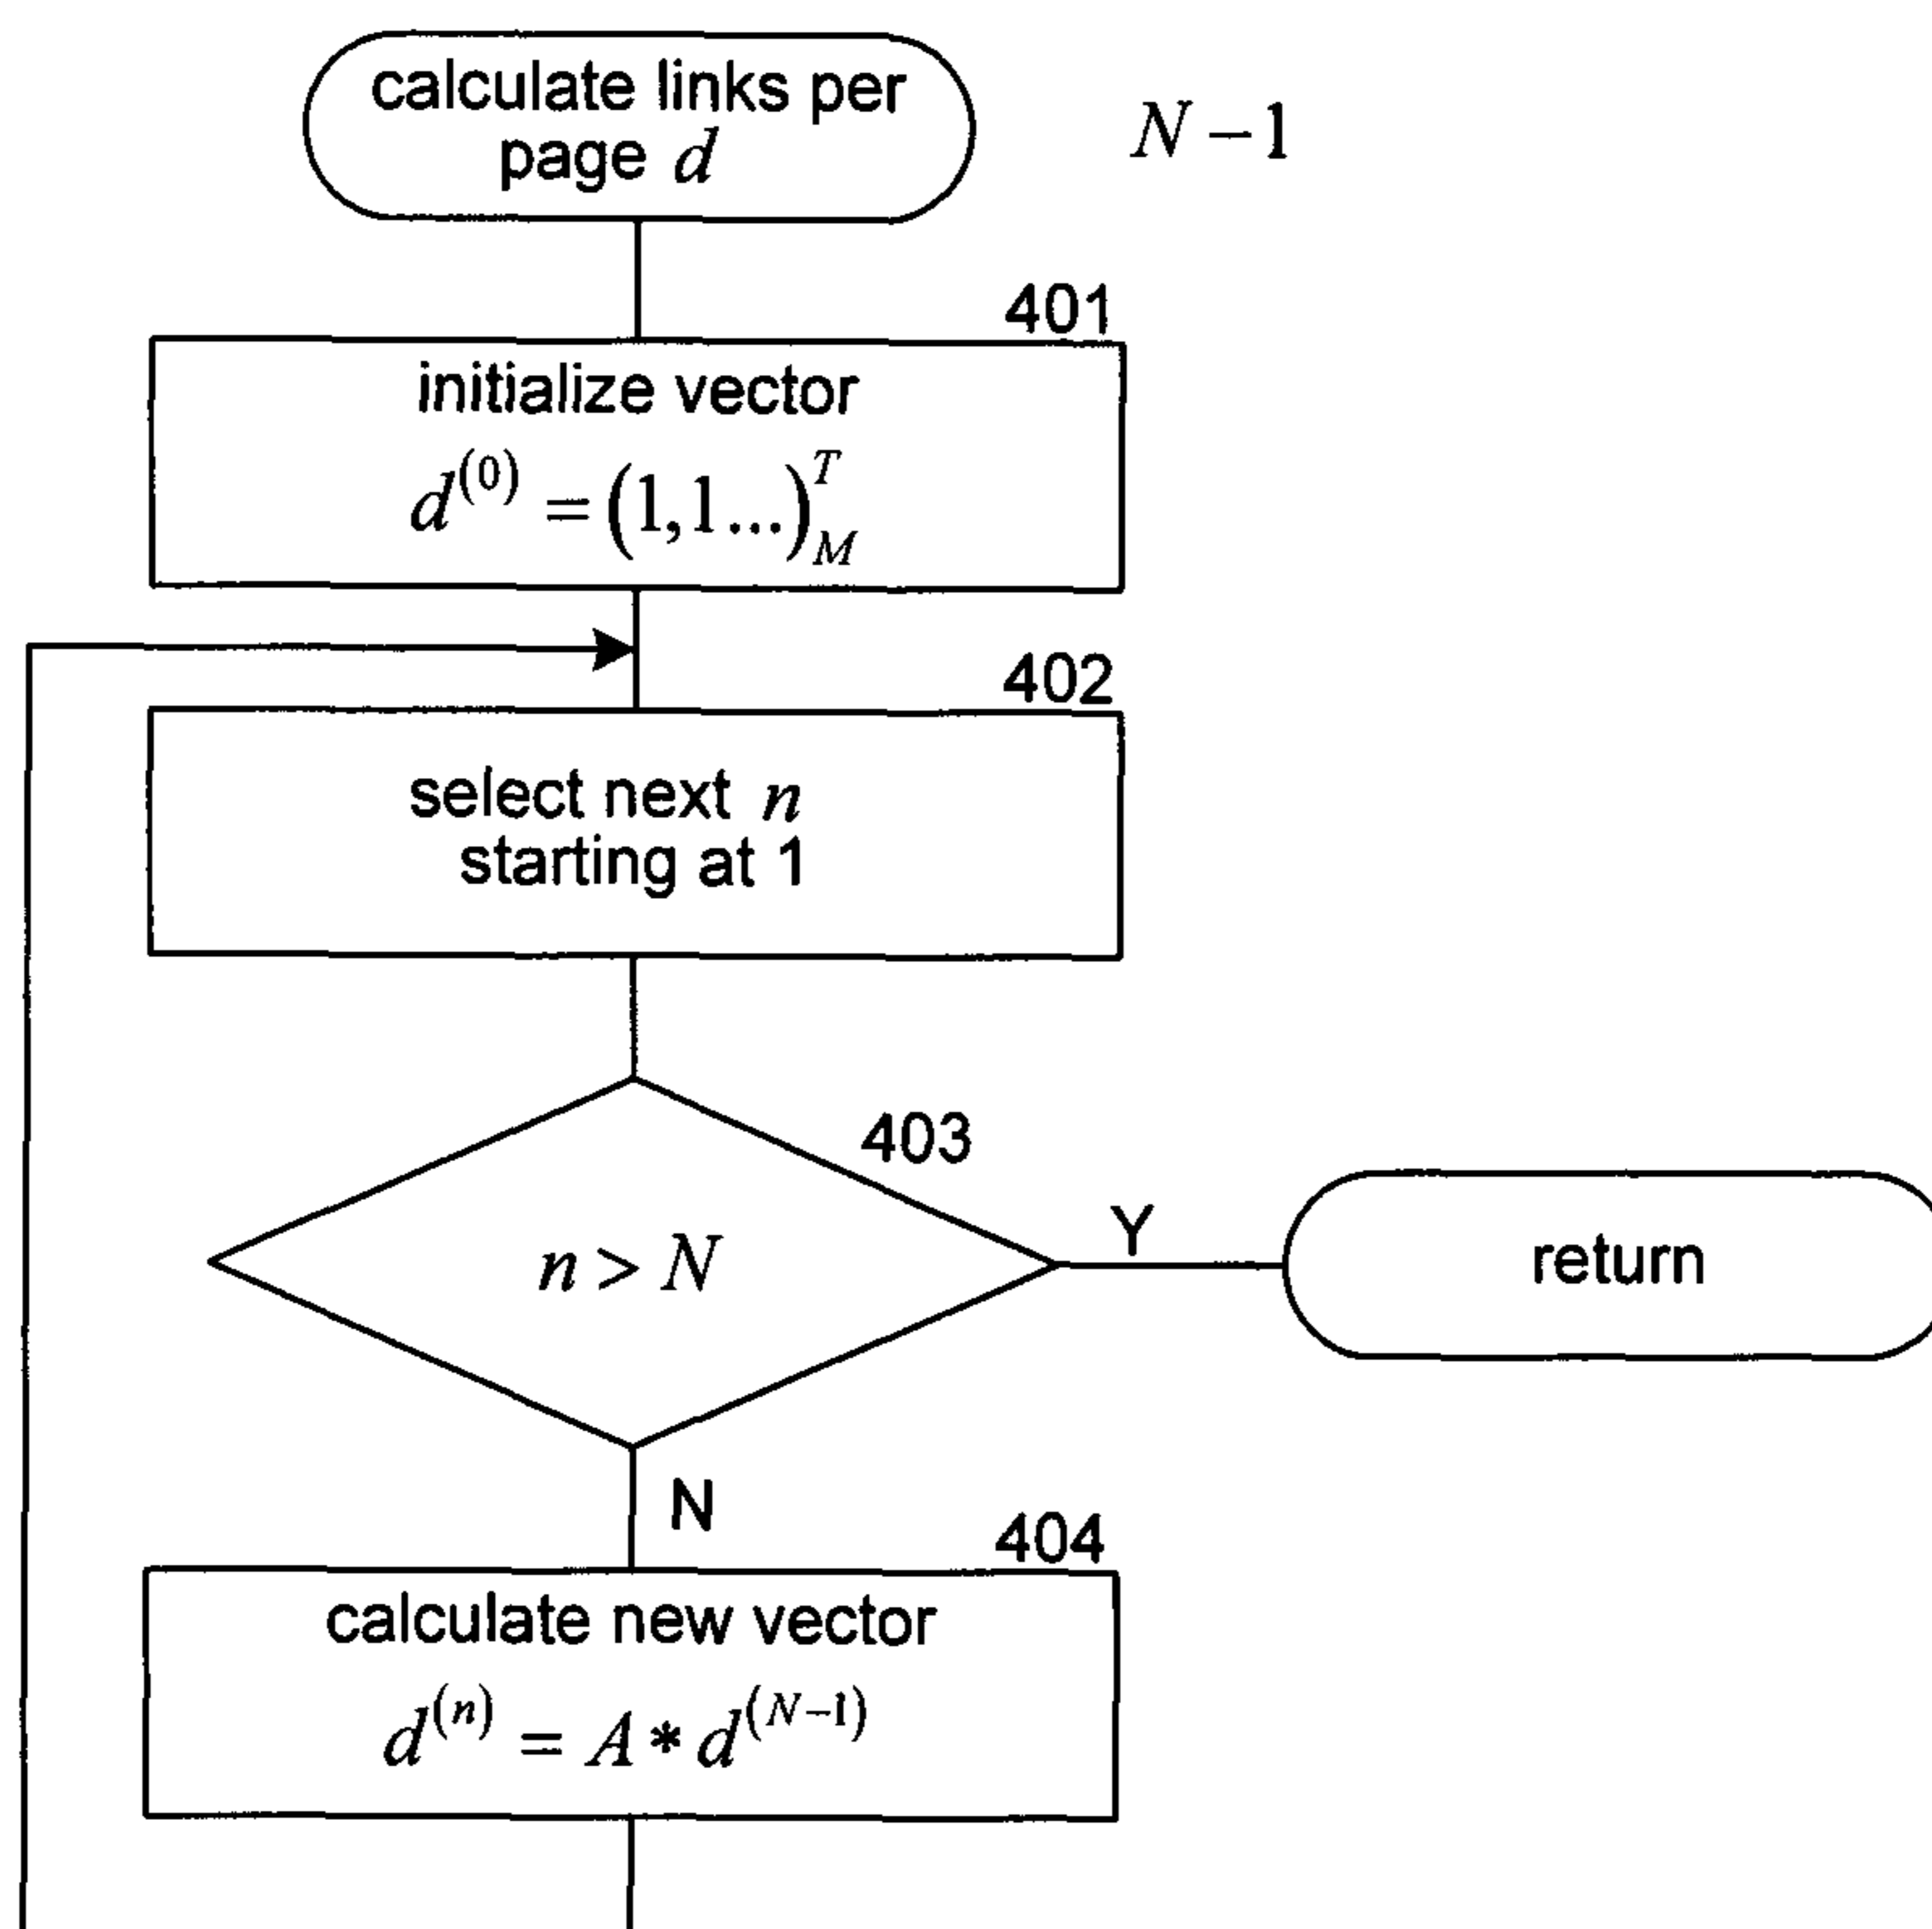 calculate links per
page d
N – 1
401
initialize vector
d^(0) = (1,1...)^T_M
402
select next n
starting at 1
403
n > N
Y
return
N
404
calculate new vector
d^(n) = A * d^(N–1)